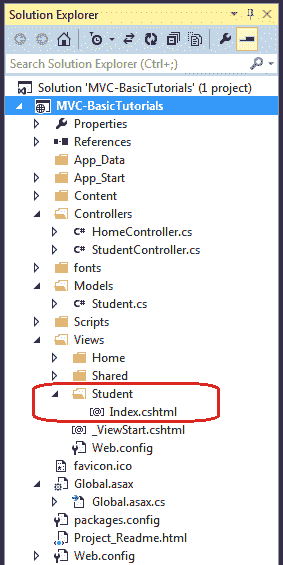 Solution Explorer
Search Solution Explorer (Ctrl+;)
Solution 'MVC-BasicTutorials' (1 project)
MVC-BasicTutorials
Properties
References
App_Data
App_Start
Content
Controllers
C# HomeController.cs
C# StudentController.cs
fonts
Models
C# Student.cs
Scripts
Views
Home
Shared
Student
[@] Index.cshtml
[@] _ViewStart.cshtml
Web.config
favicon.ico
Global.asax
Global.asax.cs
packages.config
Project_Readme.html
Web.config